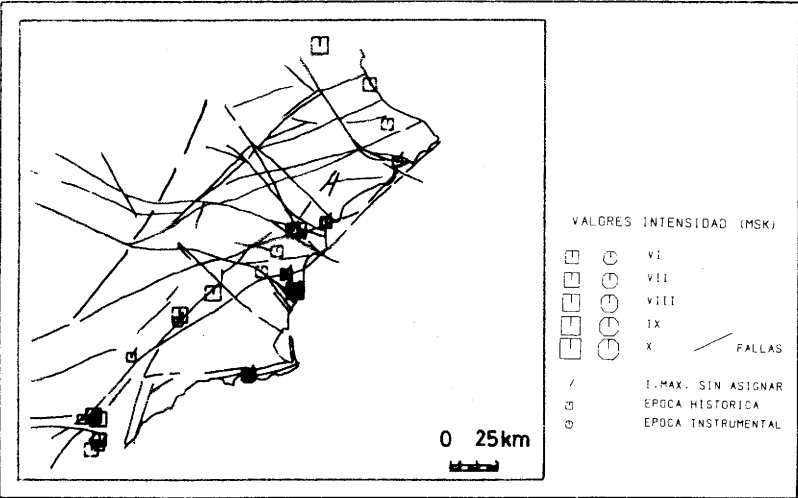 VALORES INTENSIDAD (MSK)
VI
VII
VIII
IX
X
FALLAS
I.MAX. SIN ASIGNAR
EPOCA HISTORICA
EPOCA INSTRUMENTAL
0 25km